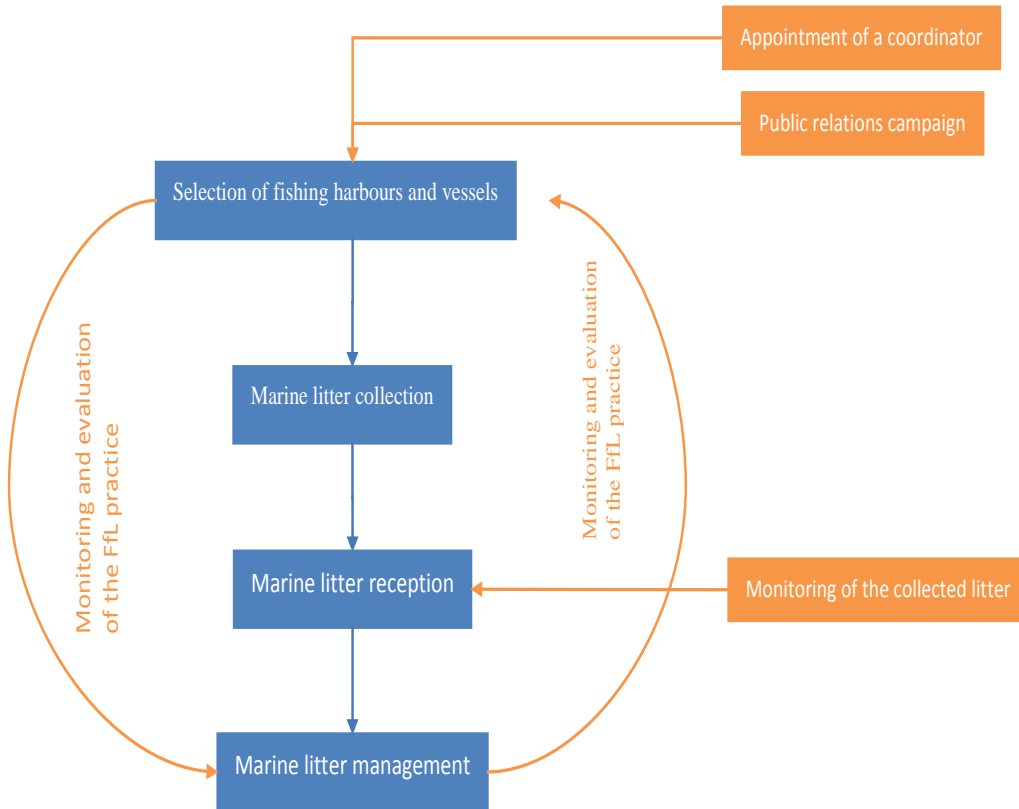 Appointment of a coordinator
Public relations campaign
Selection of fishing harbours and vessels
Monitoring and evaluation
of the FfL practice
Monitoring and evaluation
of the FfL practice
Marine litter collection
Marine litter reception
Monitoring of the collected litter
Marine litter management